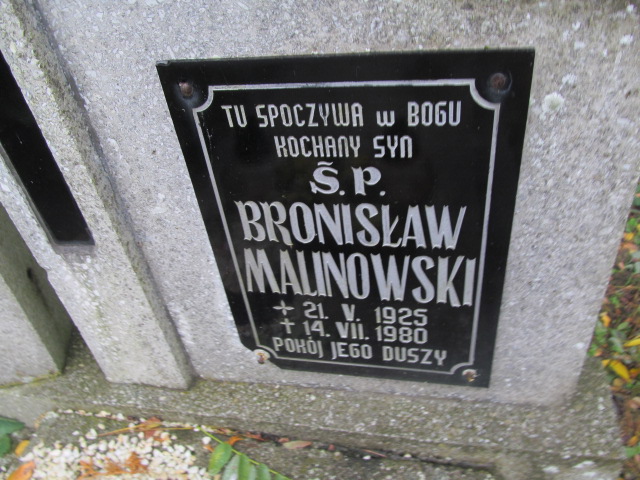 TU SPOCZYWA w BOGU
KOCHANY SYN
Ś.P.
BRONISŁAW
MALINOWSKI
+ 21. V. 1925
+ 14. VII. 1980
POKÓJ JEGO DUSZY